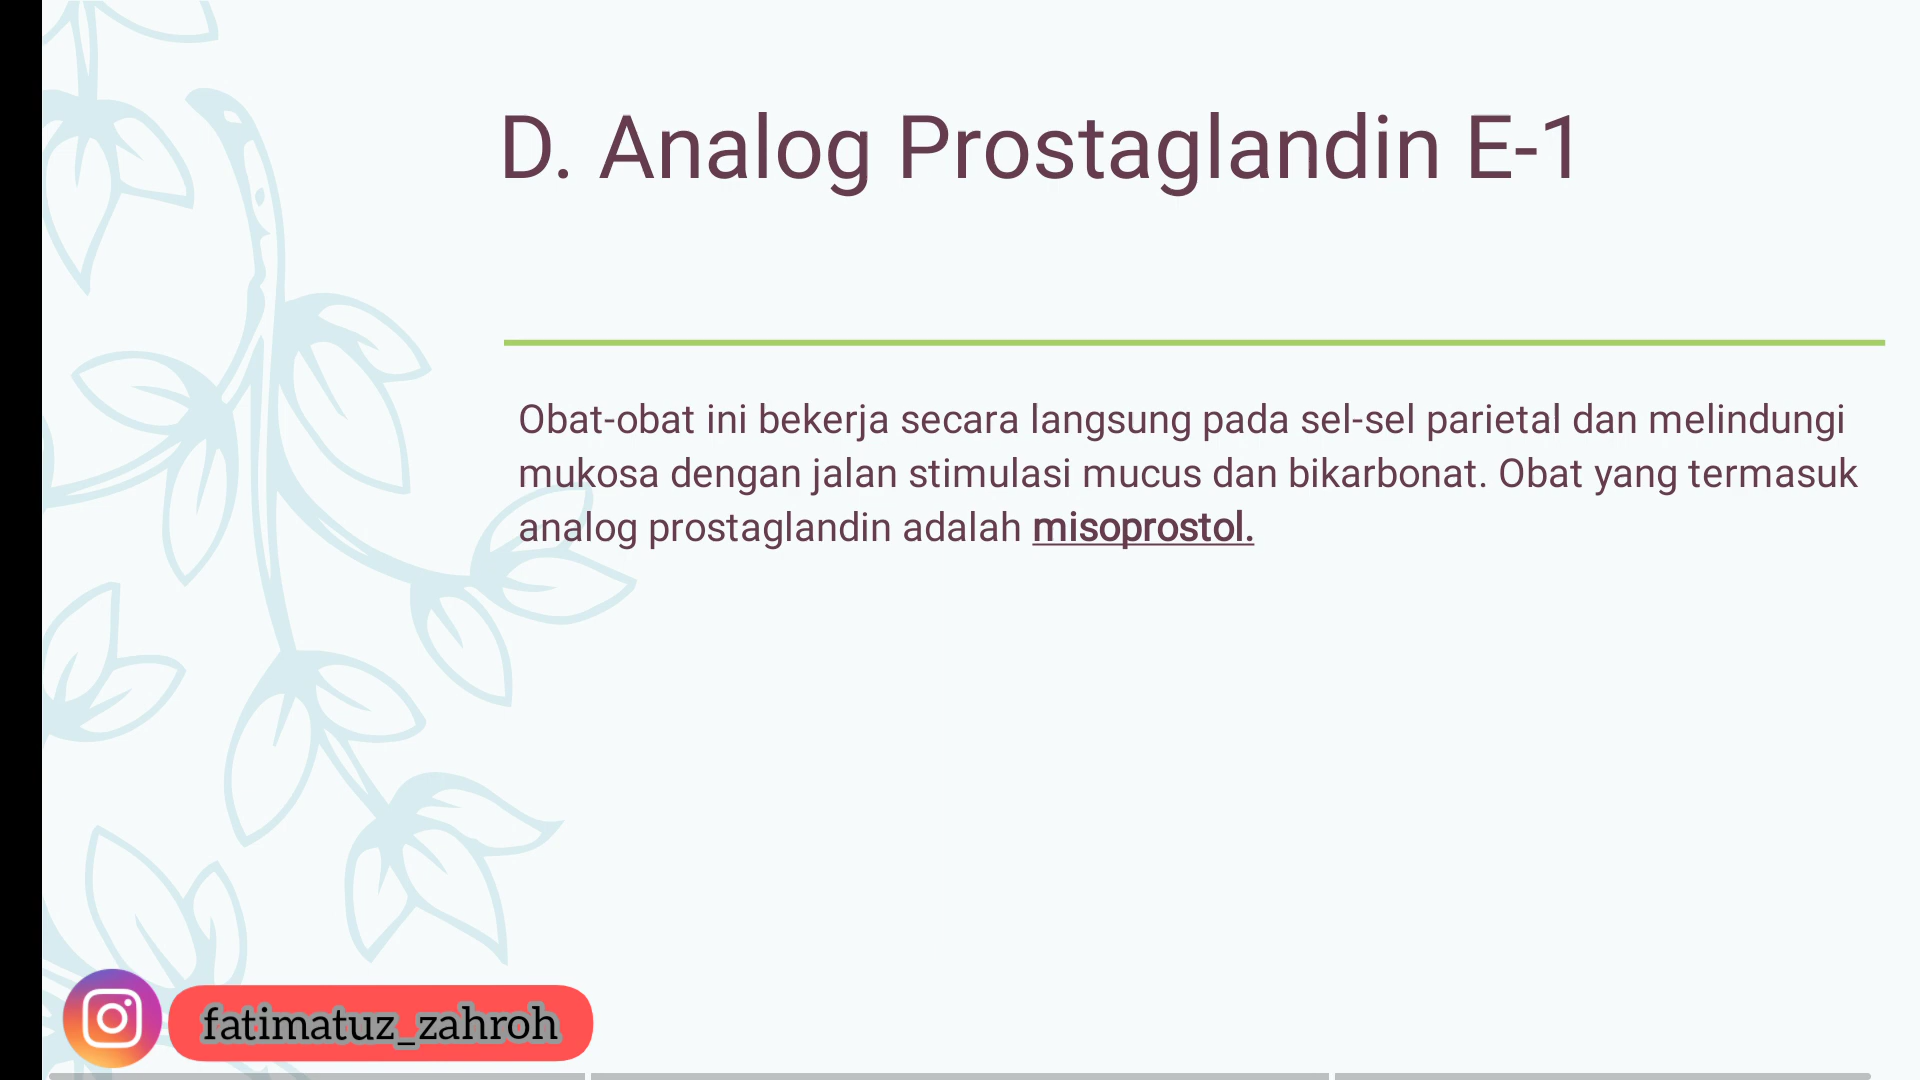 D. Analog Prostaglandin E-1
Obat-obat ini bekerja secara langsung pada sel-sel parietal dan melindungi
mukosa dengan jalan stimulasi mucus dan bikarbonat. Obat yang termasuk
analog prostaglandin adalah misoprostol.
fatimatuz_zahroh